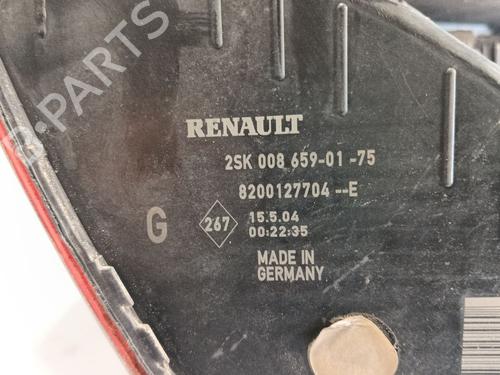 B-PARTS
RENAULT
2SK 008 659-01 -75
8200127704 --E
G
267
15.5.04
00:22:35
MADE IN
GERMANY